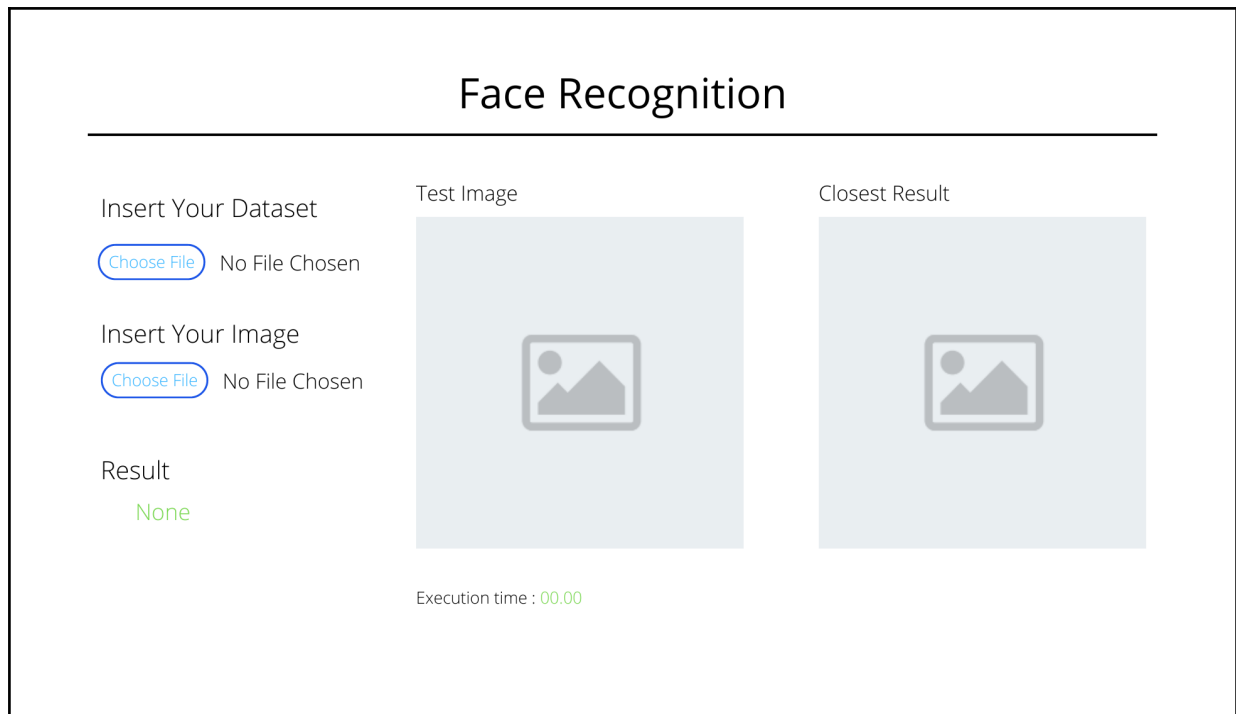 Face Recognition
Insert Your Dataset
Choose File No File Chosen
Insert Your Image
Choose File No File Chosen
Result
None
Test Image
Closest Result
Execution time : 00.00